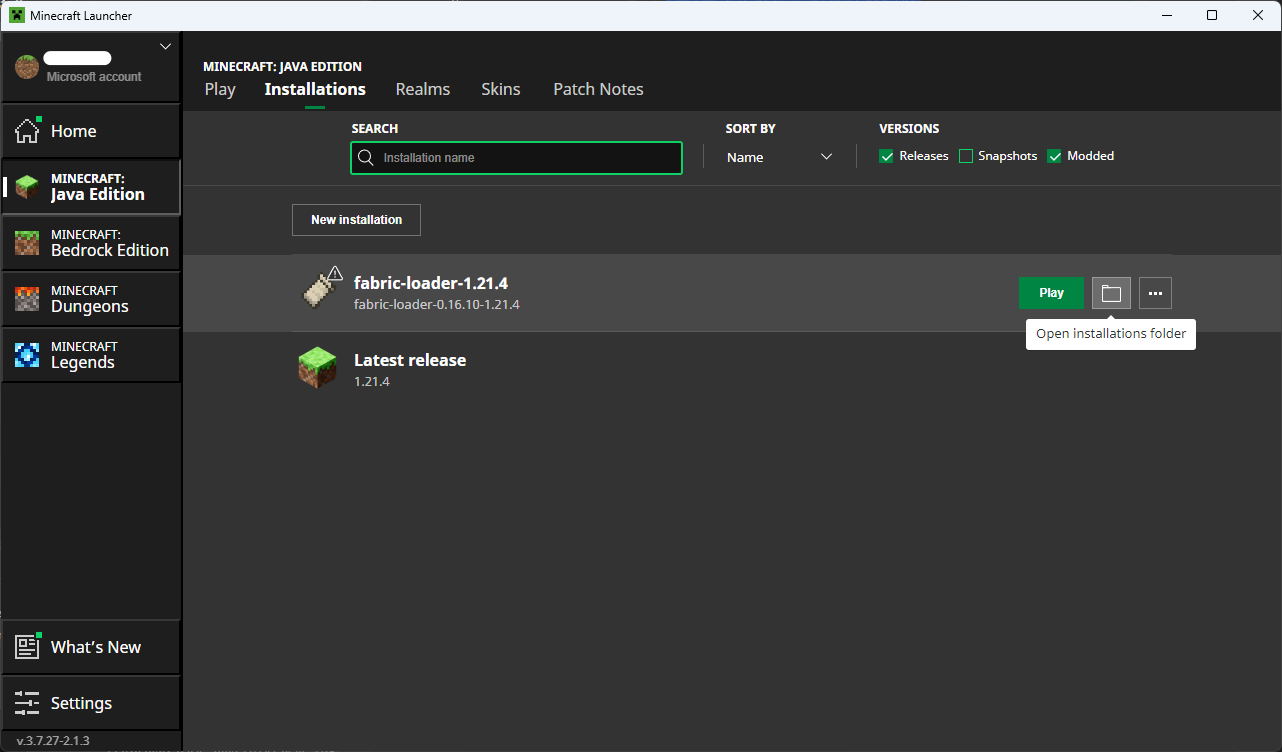 Minecraft Launcher
Microsoft account
Home
MINECRAFT:
Java Edition
MINECRAFT:
Bedrock Edition
MINECRAFT
Dungeons
MINECRAFT
Legends
What's New
Settings
v.3.7.27-2.1.3
MINECRAFT: JAVA EDITION
Play Installations Realms Skins Patch Notes
SEARCH SORT BY VERSIONS
Installation name Name Releases Snapshots Modded
New installation
fabric-loader-1.21.4
fabric-loader-0.16.10-1.21.4
Play
Open installations folder
Latest release
1.21.4